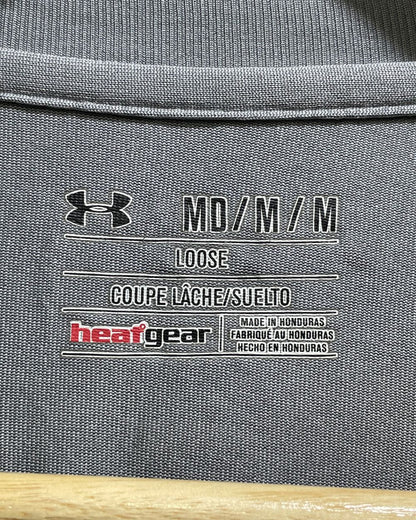 MD/M/M
LOOSE
COUPE LÂCHE/SUELTO
heatgear
MADE IN HONDURAS
FABRIQUÉ AU HONDURAS
HECHO EN HONDURAS